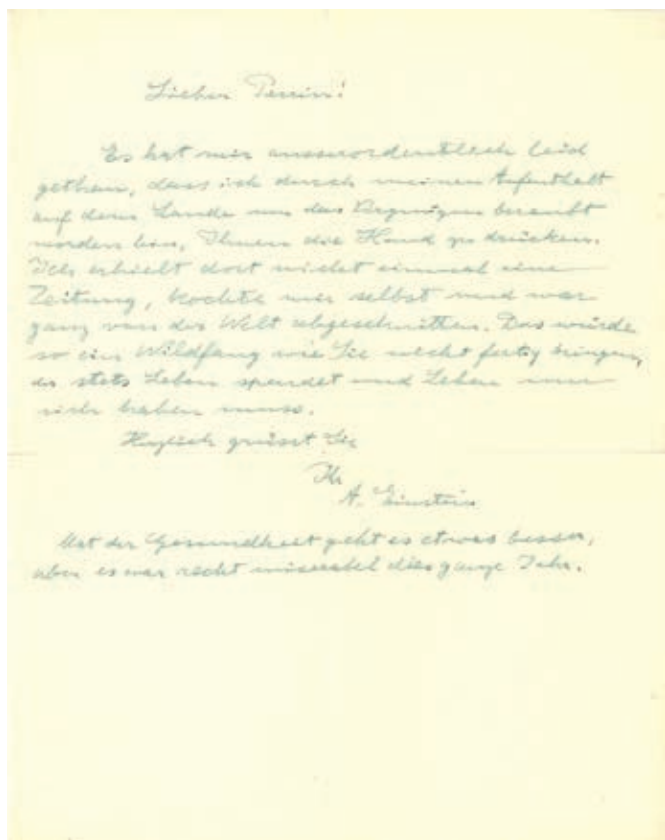 Lieber Perrin!
Es hat mir ausserordentlich leid
gethan, dass ich durch meinen Aufenthalt
auf dem Lande um das Vergnügen beraubt
worden bin, Ihnen die Hand zu drücken.
Ich erhielt dort nicht einmal eine
Zeitung, kochte mir selbst und war
ganz von der Welt abgeschnitten. Das würde
so ein Wildfang wie Sie nicht fertig bringen,
der stets Leben spendet und Leben um
sich haben muss.
Herzlich grüsst Sie
Ihr
A. Einstein
Mit der Gesundheit geht es etwas besser,
aber es war recht miserabel dies ganze Jahr.